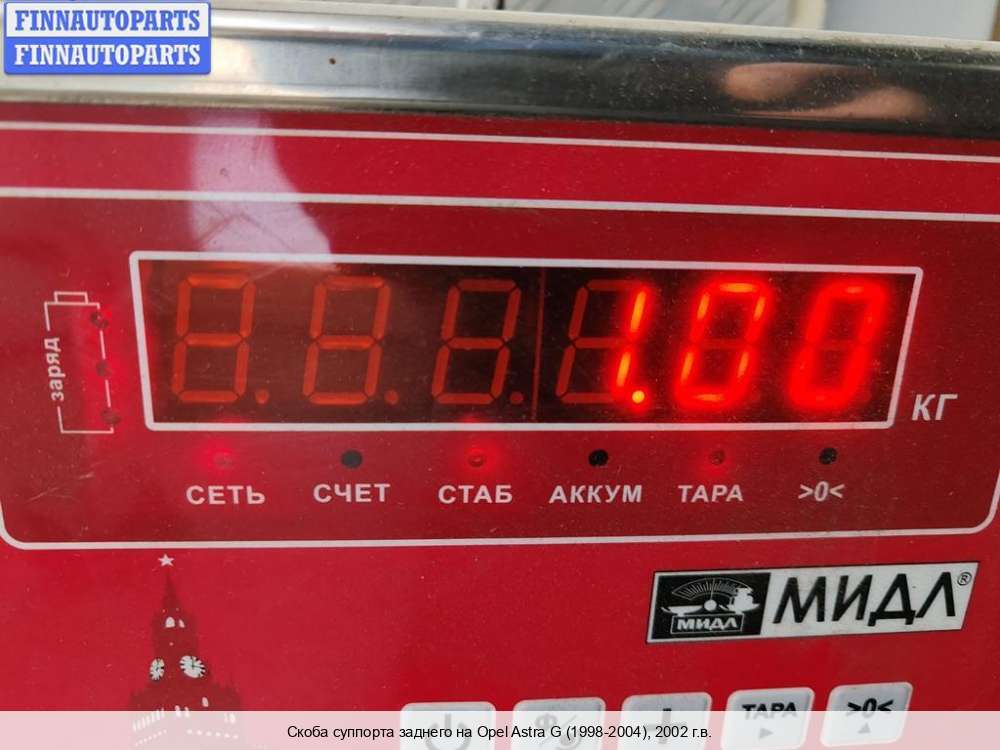 FINNAUTOPARTS
FINNAUTOPARTS
заряд
1.00
КГ
СЕТЬ СЧЕТ СТАБ АККУМ ТАРА >0<
МИДЛ МИДЛ®
ТАРА >0<
Скоба суппорта заднего на Opel Astra G (1998-2004), 2002 г.в.